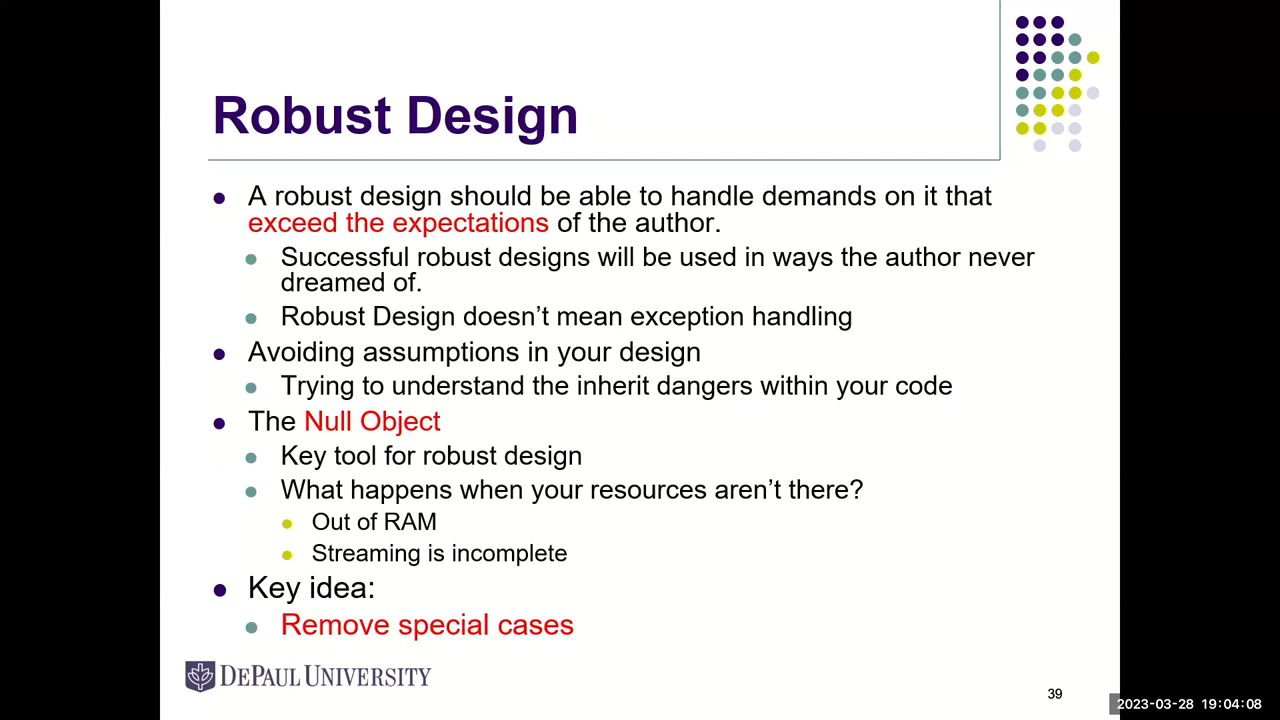 Robust Design
A robust design should be able to handle demands on it that
exceed the expectations of the author.
Successful robust designs will be used in ways the author never
dreamed of.
Robust Design doesn’t mean exception handling
Avoiding assumptions in your design
Trying to understand the inherit dangers within your code
The Null Object
Key tool for robust design
What happens when your resources aren’t there?
Out of RAM
Streaming is incomplete
Key idea:
Remove special cases
DEPAUL UNIVERSITY
39
2023-03-28 19:04:08